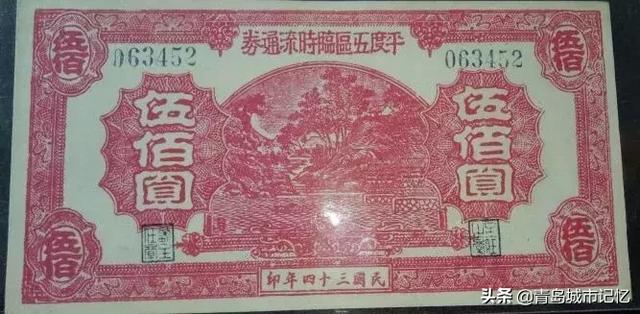 平度五區臨時流通券
伍佰
伍佰
063452
063452
伍佰圓
伍佰圓
伍佰
伍佰
民國三十四年印
头条 @青岛城市记忆